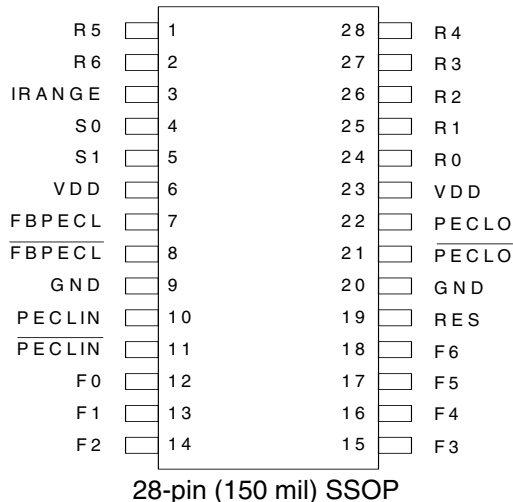 R5 1 28 R4
R6 2 27 R3
IRANGE 3 26 R2
S0 4 25 R1
S1 5 24 R0
VDD 6 23 VDD
FBPECL 7 22 PECLO
F̅B̅P̅E̅C̅L̅ 8 21 P̅E̅C̅L̅O̅
GND 9 20 GND
PECLIN 10 19 RES
P̅E̅C̅L̅I̅N̅ 11 18 F6
F0 12 17 F5
F1 13 16 F4
F2 14 15 F3
28-pin (150 mil) SSOP